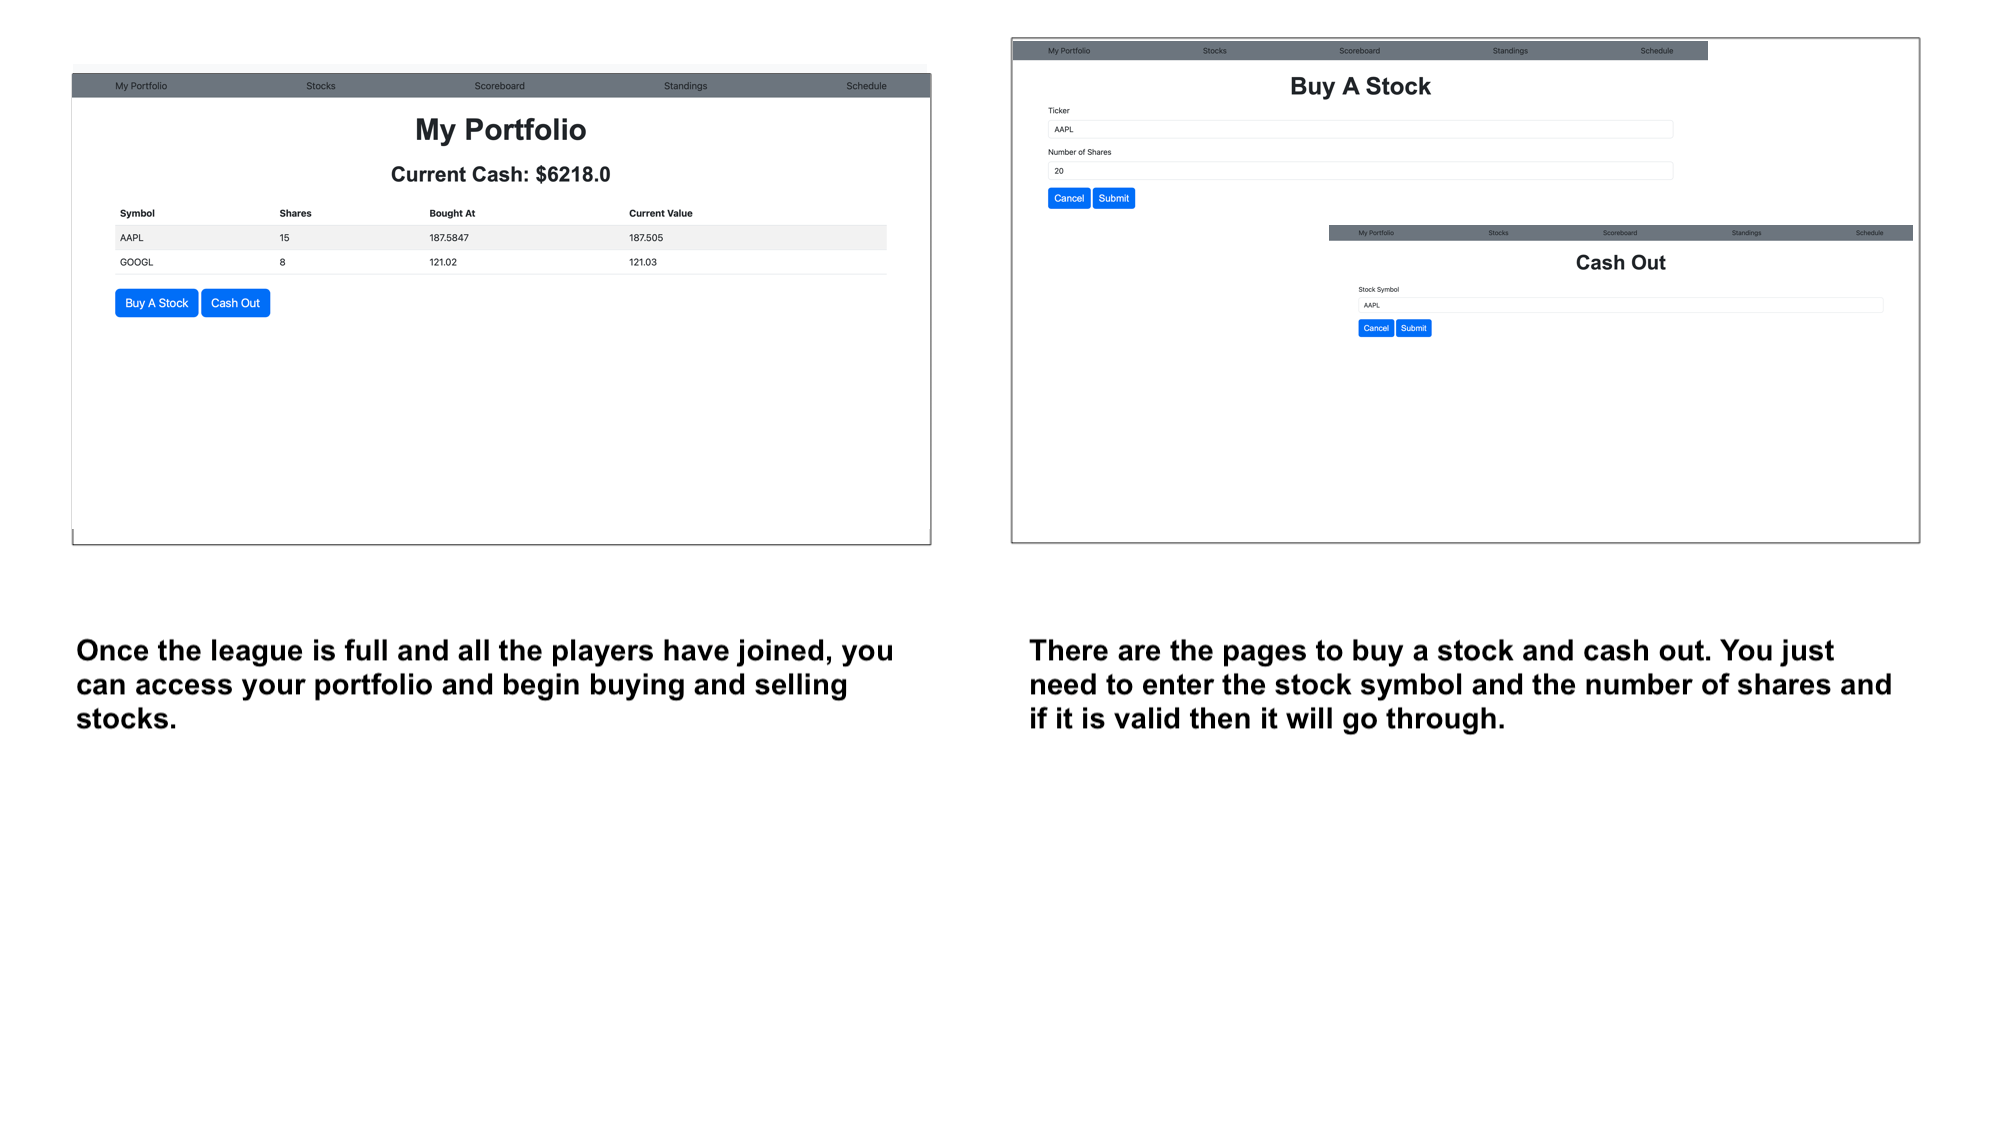 My Portfolio Stocks Scoreboard Standings Schedule
My Portfolio
Current Cash: $6218.0
Symbol Shares Bought At Current Value
AAPL 15 187.5847 187.505
GOOGL 8 121.02 121.03
Buy A Stock Cash Out
Once the league is full and all the players have joined, you
can access your portfolio and begin buying and selling
stocks.
My Portfolio Stocks Scoreboard Standings Schedule
Buy A Stock
Ticker
AAPL
Number of Shares
20
Cancel Submit
My Portfolio Stocks Scoreboard Standings Schedule
Cash Out
Stock Symbol
AAPL
Cancel Submit
There are the pages to buy a stock and cash out. You just
need to enter the stock symbol and the number of shares and
if it is valid then it will go through.